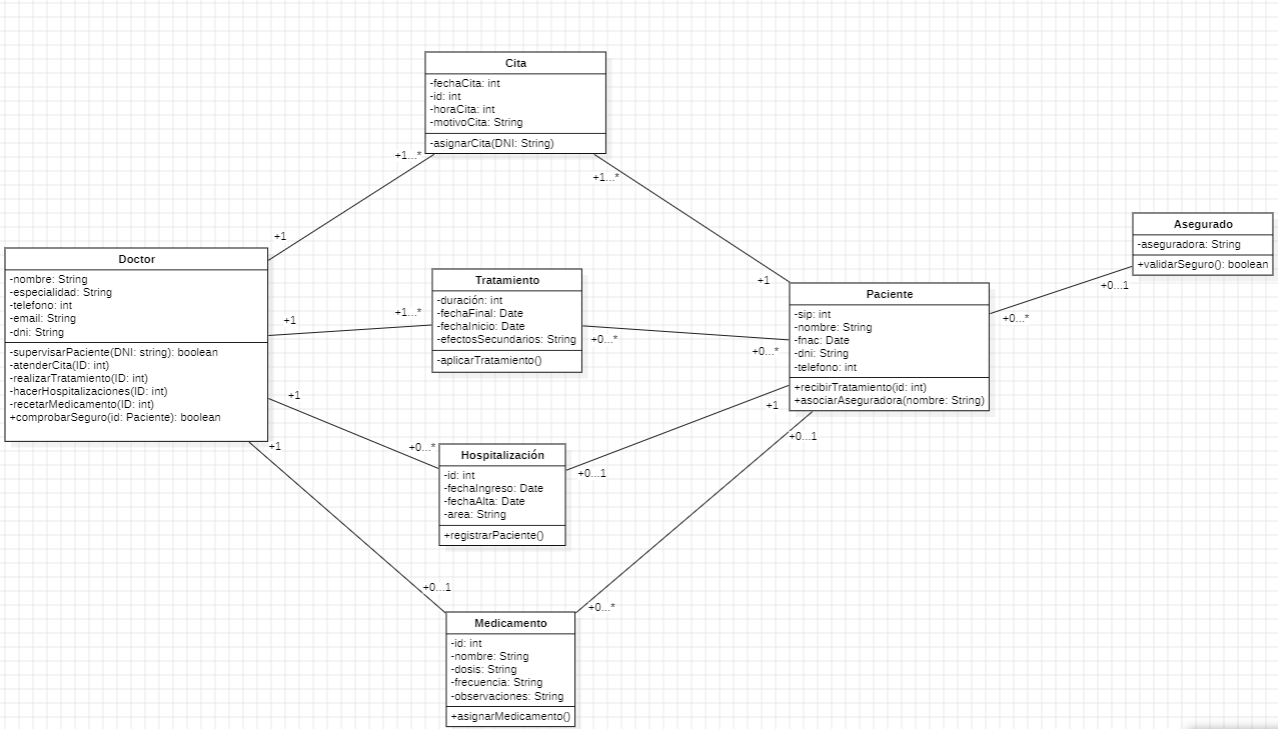 Cita
-fechaCita: int
-id: int
-horaCita: int
-motivoCita: String
-asignarCita(DNI: String)
+1...*
+1...*
+1
+1
Doctor
-nombre: String
-especialidad: String
-telefono: int
-email: String
-dni: String
-supervisarPaciente(DNI: string): boolean
-atenderCita(ID: int)
-realizarTratamiento(ID: int)
-hacerHospitalizaciones(ID: int)
-recetarMedicamento(ID: int)
+comprobarSeguro(id: Paciente): boolean
+1
+1...*
Tratamiento
-duración: int
-fechaFinal: Date
-fechaInicio: Date
-efectosSecundarios: String
-aplicarTratamiento()
+0...*
+0...*
Paciente
-sip: int
-nombre: String
-fnac: Date
-dni: String
-telefono: int
+recibirTratamiento(id: int)
+asociarAseguradora(nombre: String)
Asegurado
-aseguradora: String
+validarSeguro(): boolean
+0...1
+0...*
+1
+0...*
Hospitalización
-id: int
-fechaIngreso: Date
-fechaAlta: Date
-area: String
+registrarPaciente()
+0...1
+1
+0...1
+1
+0...1
+0...*
Medicamento
-id: int
-nombre: String
-dosis: String
-frecuencia: String
-observaciones: String
+asignarMedicamento()